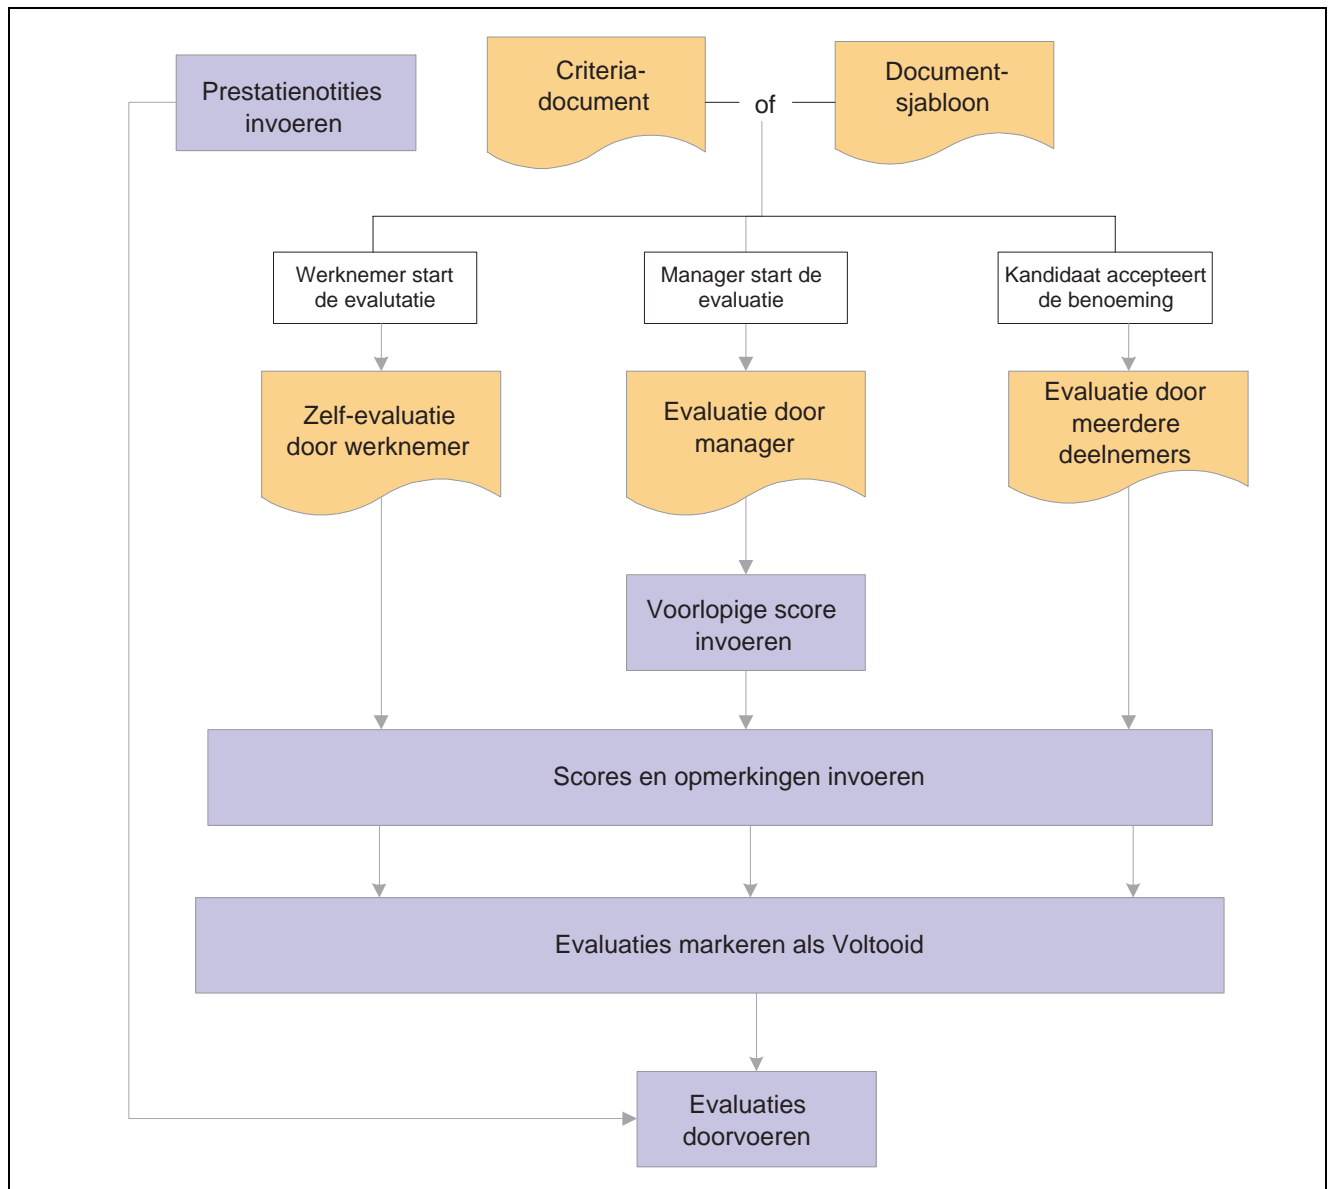 Prestatienotities
invoeren
Criteria-
document
of
Document-
sjabloon
Werknemer start
de evalutatie
Manager start de
evaluatie
Kandidaat accepteert
de benoeming
Zelf-evaluatie
door werknemer
Evaluatie door
manager
Evaluatie door
meerdere
deelnemers
Voorlopige score
invoeren
Scores en opmerkingen invoeren
Evaluaties markeren als Voltooid
Evaluaties
doorvoeren